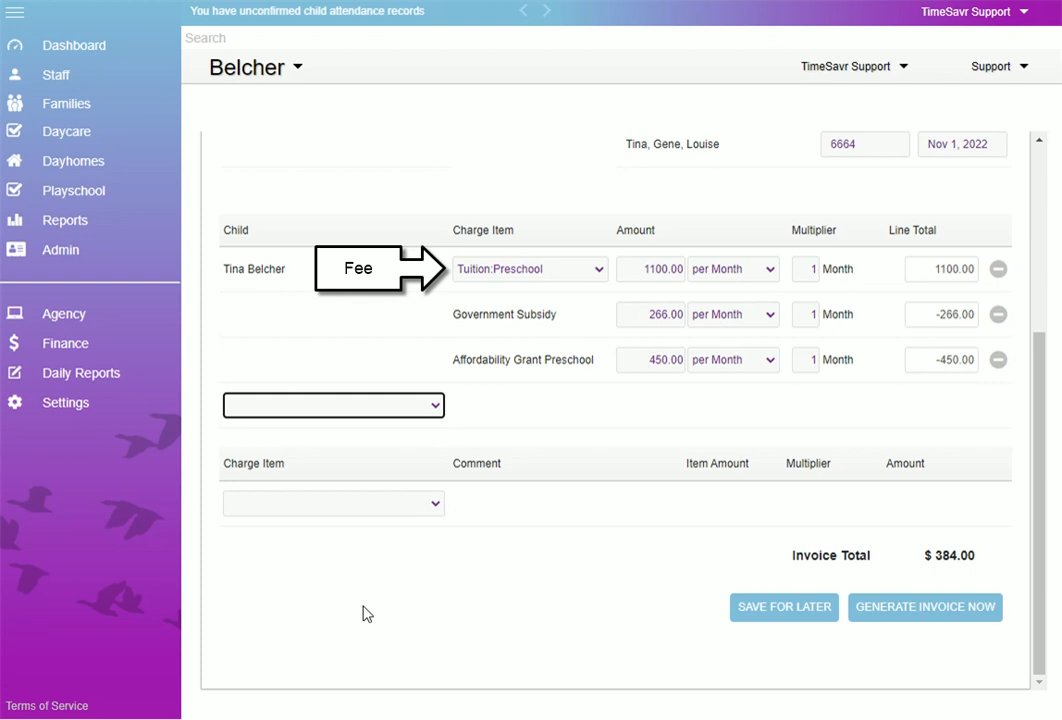 You have unconfirmed child attendance records
TimeSavr Support
Search
Belcher
TimeSavr Support
Support
Dashboard
Staff
Families
Daycare
Dayhomes
Playschool
Reports
Admin
Agency
Finance
Daily Reports
Settings
Terms of Service
Tina, Gene, Louise 6664 Nov 1, 2022
Child Charge Item Amount Multiplier Line Total
Fee
Tina Belcher Tuition:Preschool 1100.00 per Month 1 Month 1100.00
Government Subsidy 266.00 per Month 1 Month -266.00
Affordability Grant Preschool 450.00 per Month 1 Month -450.00
Charge Item Comment Item Amount Multiplier Amount
Invoice Total $ 384.00
SAVE FOR LATER GENERATE INVOICE NOW